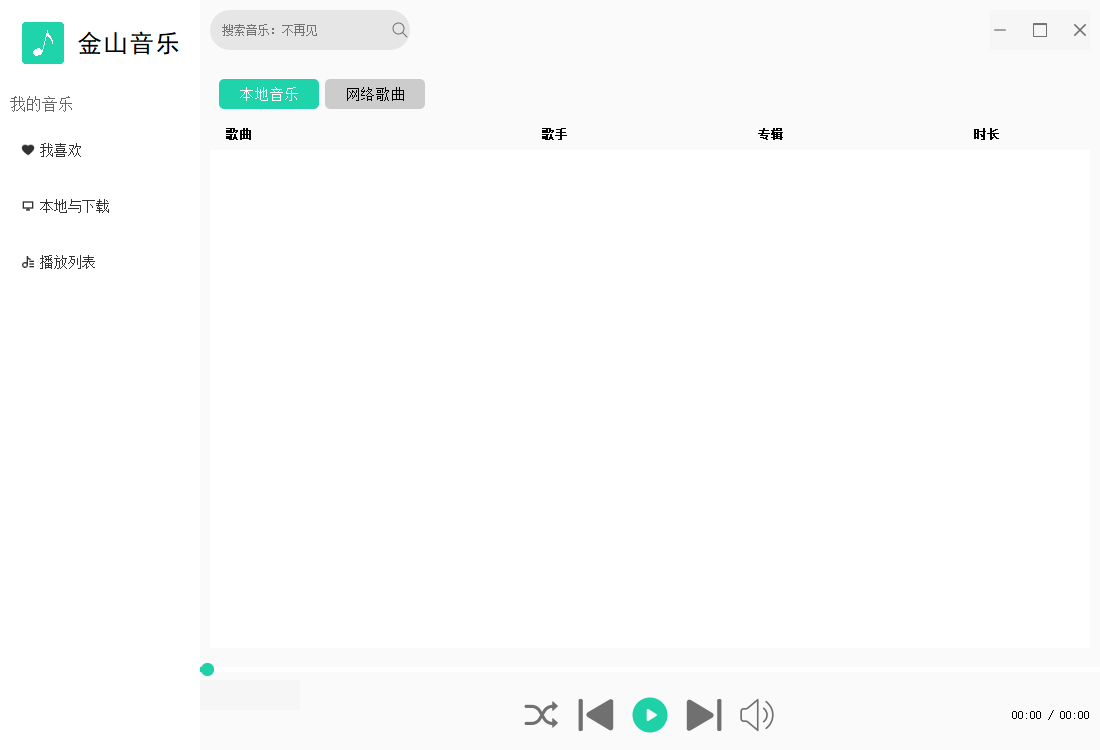 金山音乐
搜索音乐：不再见
我的音乐
我喜欢
本地与下载
播放列表
本地音乐 网络歌曲
歌曲 歌手 专辑 时长
00:00 / 00:00